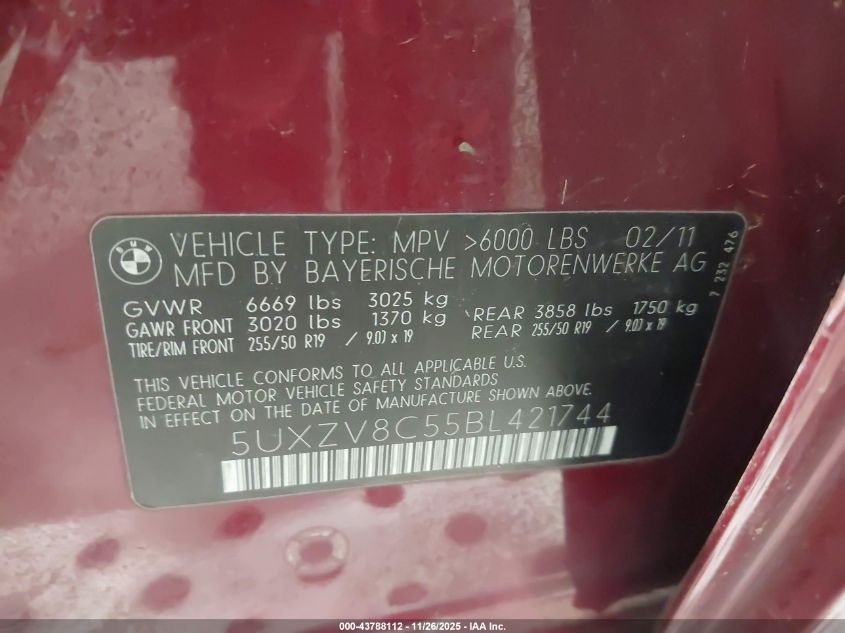 BMW
VEHICLE TYPE: MPV >6000 LBS 02/11
MFD BY BAYERISCHE MOTORENWERKE AG
7 232 476
GVWR 6669 lbs 3025 kg
GAWR FRONT 3020 lbs 1370 kg REAR 3858 lbs 1750 kg
TIRE/RIM FRONT 255/50 R19 / 9.0J x 19 REAR 255/50 R19 / 9.0J x 19
THIS VEHICLE CONFORMS TO ALL APPLICABLE U.S.
FEDERAL MOTOR VEHICLE SAFETY STANDARDS
IN EFFECT ON THE DATE OF MANUFACTURE SHOWN ABOVE.
5UXZV8C55BL421744
000-43788112 - 11/26/2025 - IAA Inc.